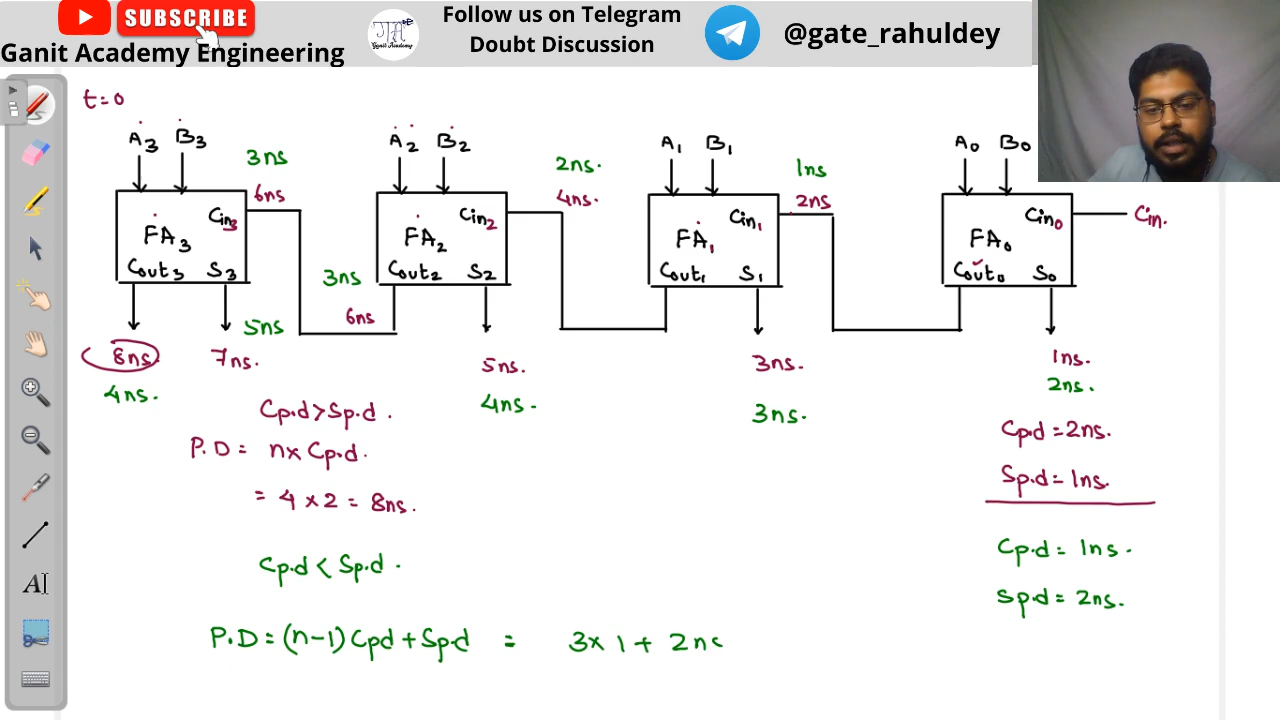 SUBSCRIBE
Ganit Academy Engineering
Follow us on Telegram
Doubt Discussion
@gate_rahuldey
t=0
A3 B3
3ns
6ns
Cin3
FA3
Cout3 S3
8ns. 7ns.
4ns. 5ns
A2 B2
2ns.
4ns.
Cin2
FA2
Cout2 S2
3ns
6ns
5ns.
4ns.
A1 B1
1ns
2ns
Cin1
FA1
Cout1 S1
3ns.
3ns.
A0 B0
Cin0 Cin.
FA0
Cout0 S0
1ns.
2ns.
Cp.d > Sp.d.
P.D = n x Cp.d.
= 4 x 2 = 8ns.
Cp.d < Sp.d.
P.D = (n-1) Cpd + Sp.d = 3 x 1 + 2ns
Cp.d = 2ns.
Sp.d = 1ns.
Cp.d = 1ns.
Sp.d = 2ns.
AI